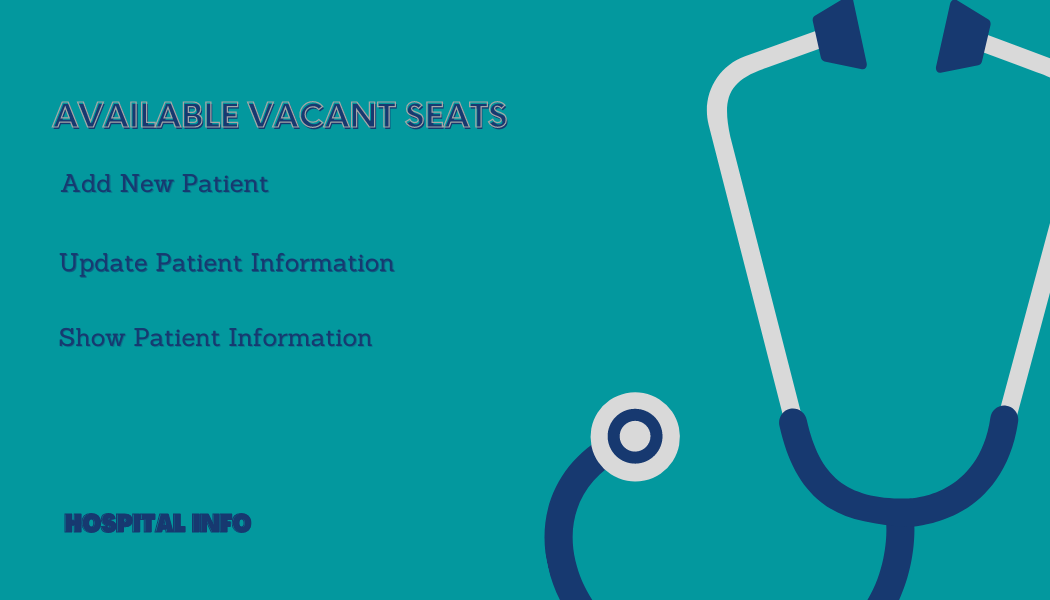 AVAILABLE VACANT SEATS
Add New Patient
Update Patient Information
Show Patient Information
HOSPITAL INFO